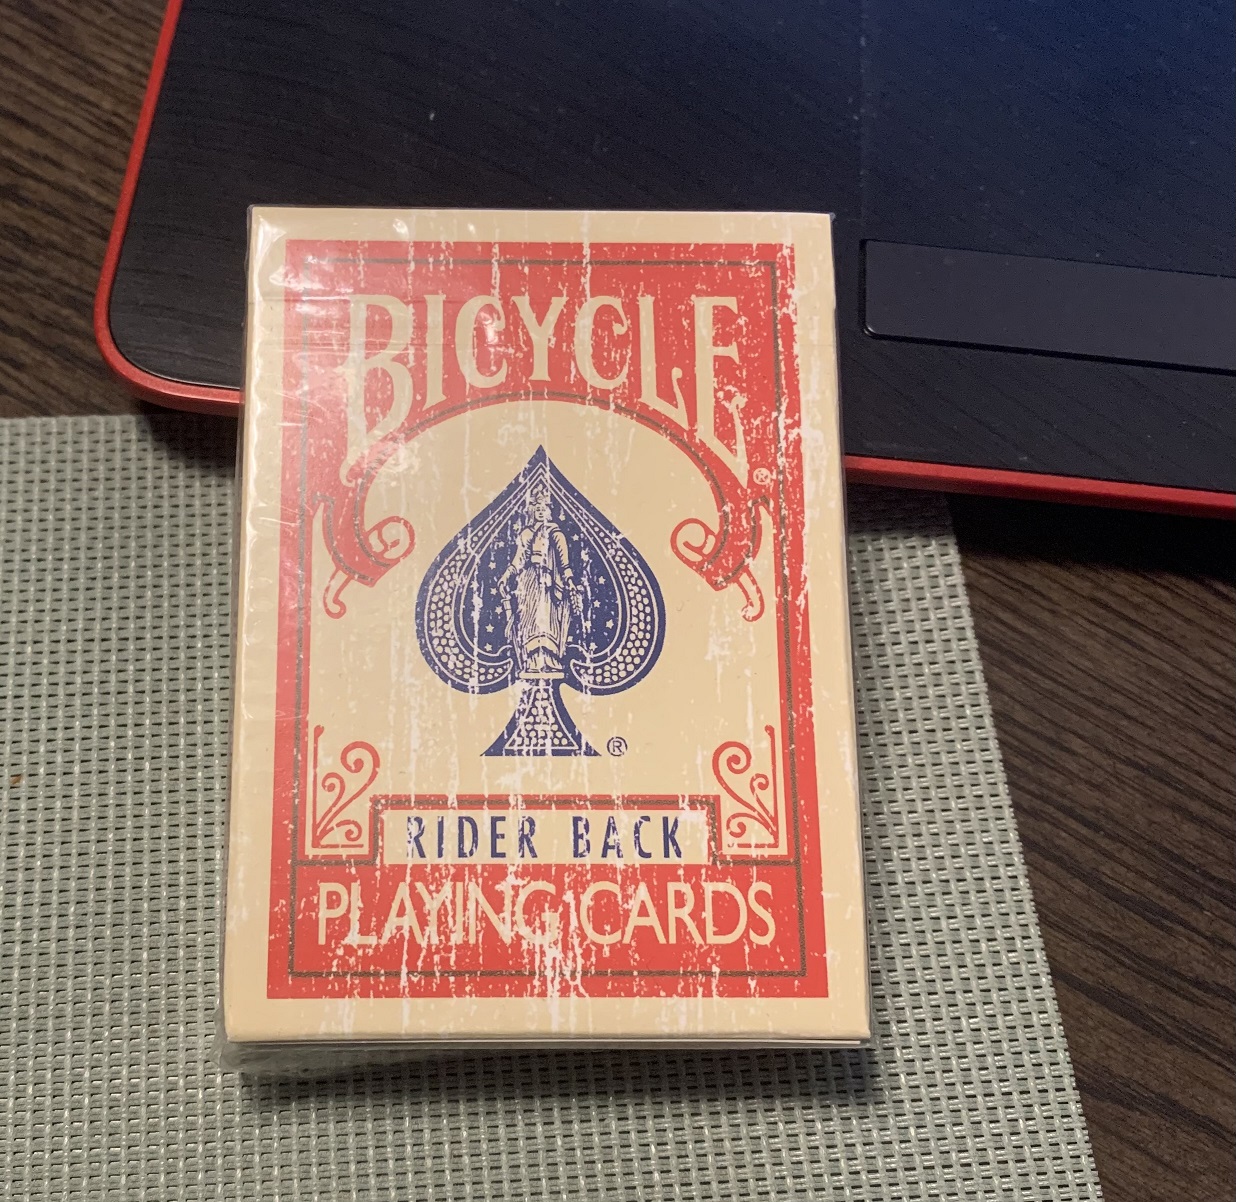 BICYCLE®
®
RIDER BACK
PLAYING CARDS